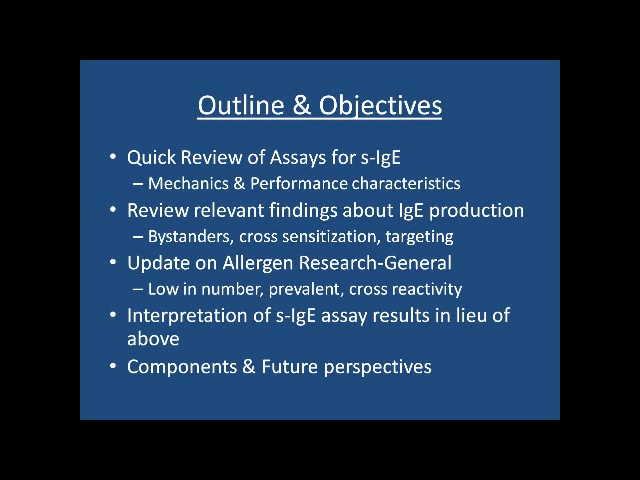 Outline & Objectives
• Quick Review of Assays for s-IgE
– Mechanics & Performance characteristics
• Review relevant findings about IgE production
– Bystanders, cross sensitization, targeting
• Update on Allergen Research-General
– Low in number, prevalent, cross reactivity
• Interpretation of s-IgE assay results in lieu of
above
• Components & Future perspectives